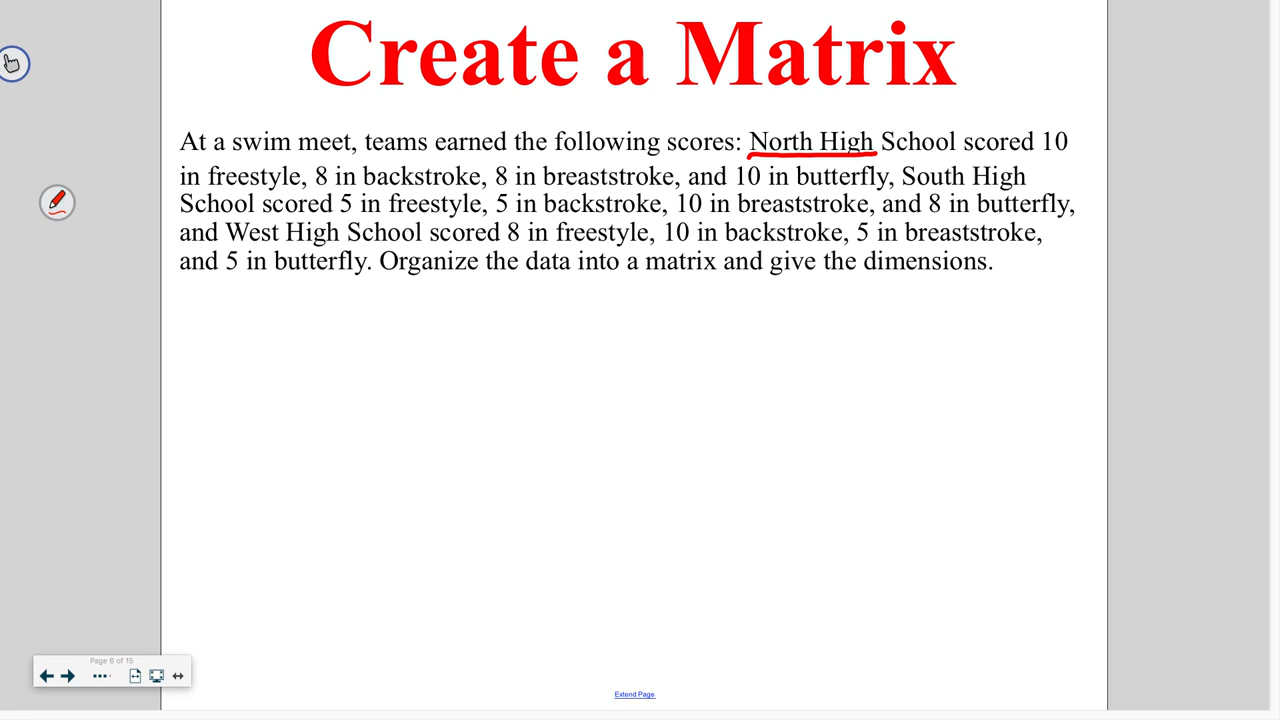 Create a Matrix
At a swim meet, teams earned the following scores: North High School scored 10
in freestyle, 8 in backstroke, 8 in breaststroke, and 10 in butterfly, South High
School scored 5 in freestyle, 5 in backstroke, 10 in breaststroke, and 8 in butterfly,
and West High School scored 8 in freestyle, 10 in backstroke, 5 in breaststroke,
and 5 in butterfly. Organize the data into a matrix and give the dimensions.
Page 6 of 15
Extend Page